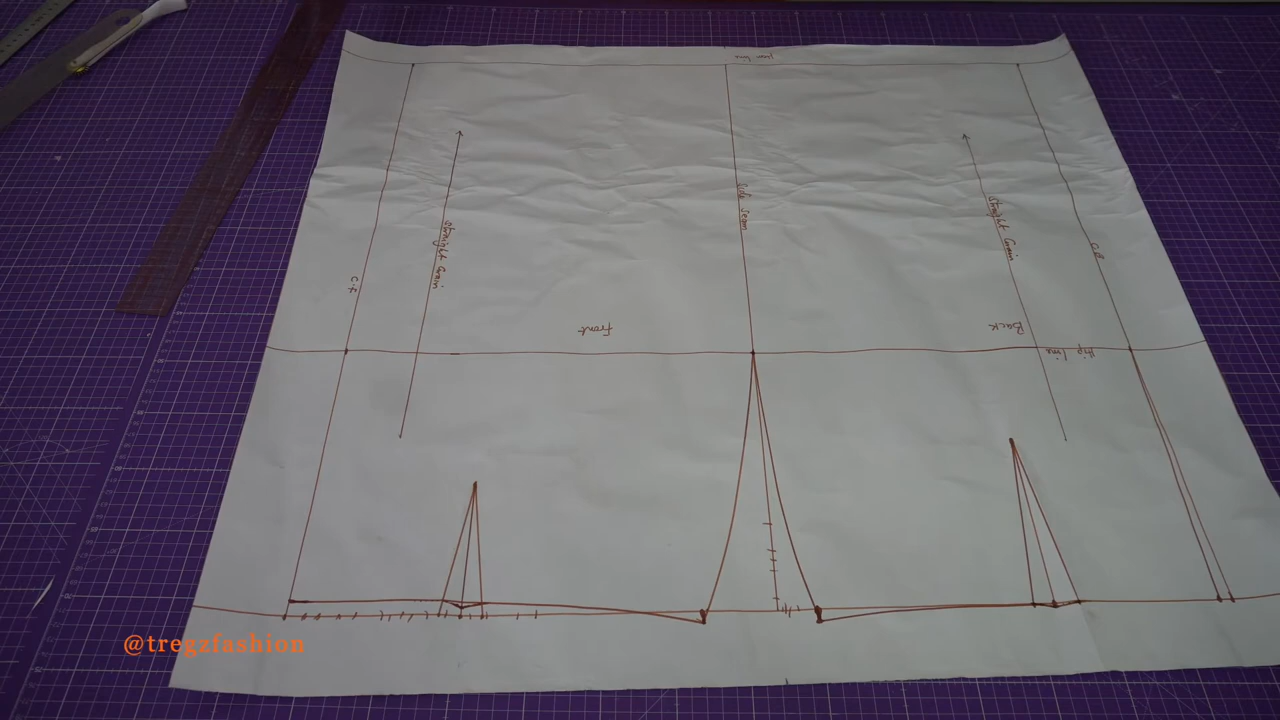 Side seam
Straight Grain
C.F
Straight Grain
C.B
Front
Back
Hip
line
@tregzfashion